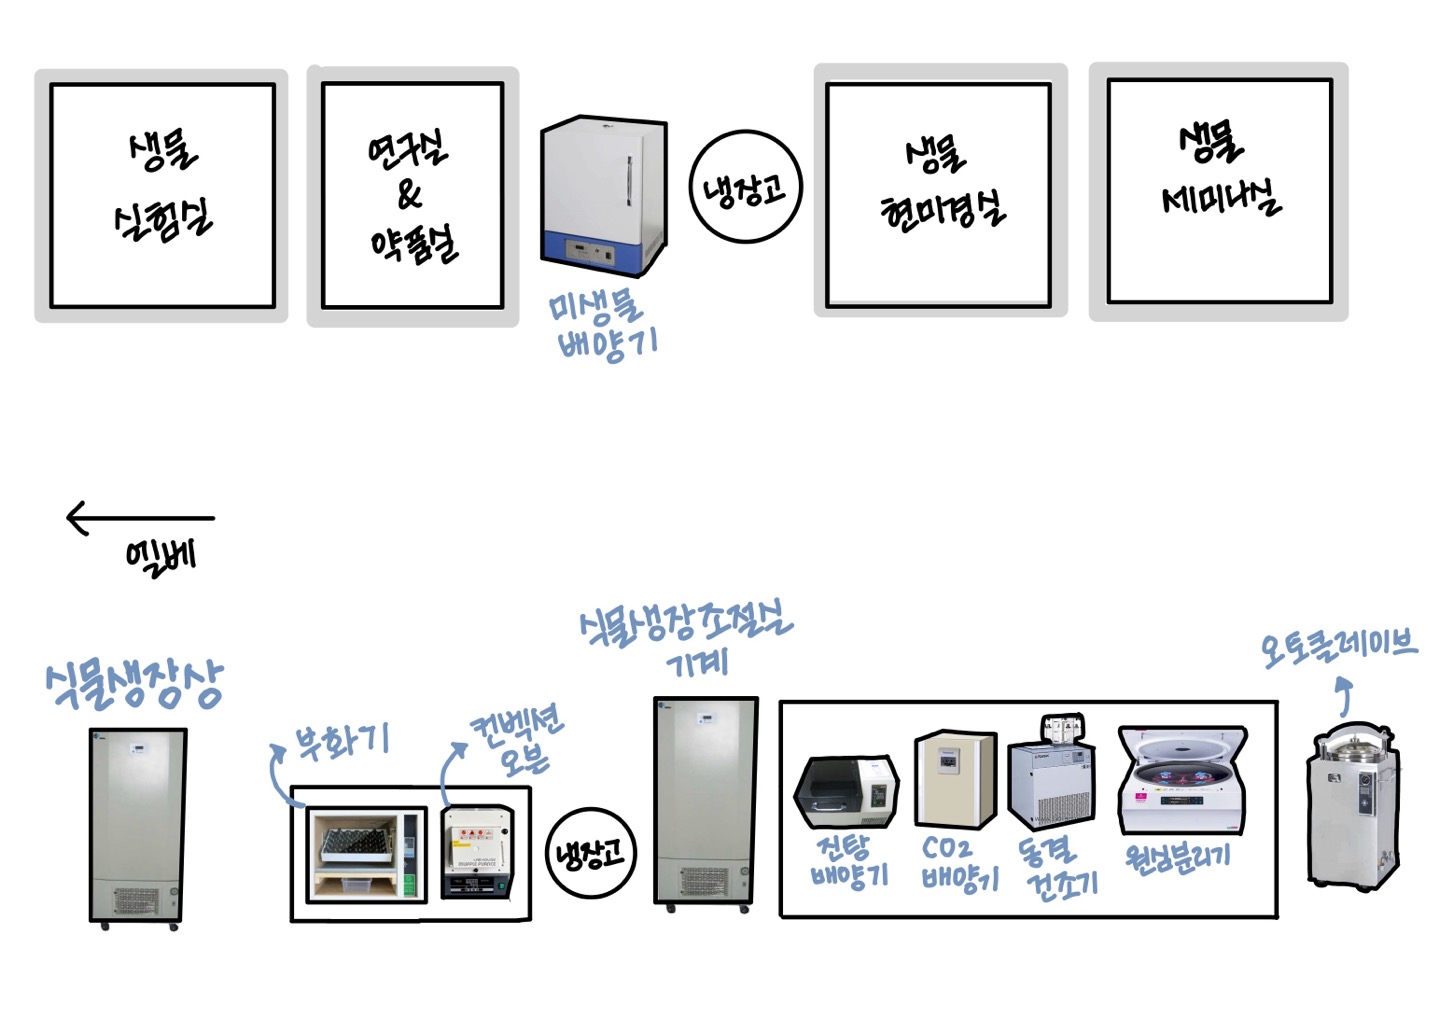 생물
실험실
연구실
&
약품실
미생물
배양기
냉장고
생물
현미경실
생물
세미나실
엘베
식물생장상
부화기
컨벡션
오븐
냉장고
식물생장조절실
기계
진탕
배양기
CO2
배양기
동결
건조기
원심분리기
오토클레이브